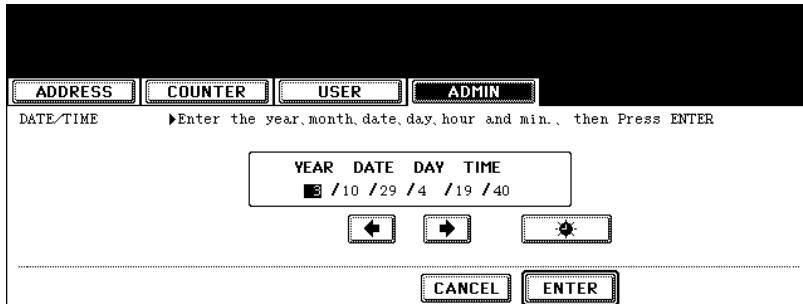 ADDRESS COUNTER USER ADMIN
DATE/TIME ▶Enter the year,month,date,day,hour and min., then Press ENTER
YEAR DATE DAY TIME
3 /10 /29 /4 /19 /40
CANCEL ENTER